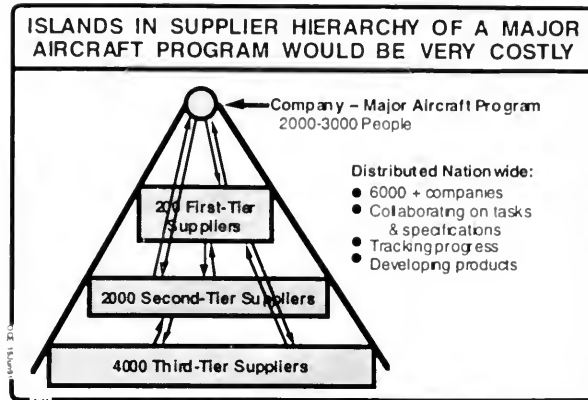 ISLANDS IN SUPPLIER HIERARCHY OF A MAJOR
AIRCRAFT PROGRAM WOULD BE VERY COSTLY
Company – Major Aircraft Program
2000-3000 People
Distributed Nationwide:
● 6000 + companies
● Collaborating on tasks
& specifications
● Tracking progress
● Developing products
200 First-Tier
Suppliers
2000 Second-Tier Suppliers
4000 Third-Tier Suppliers